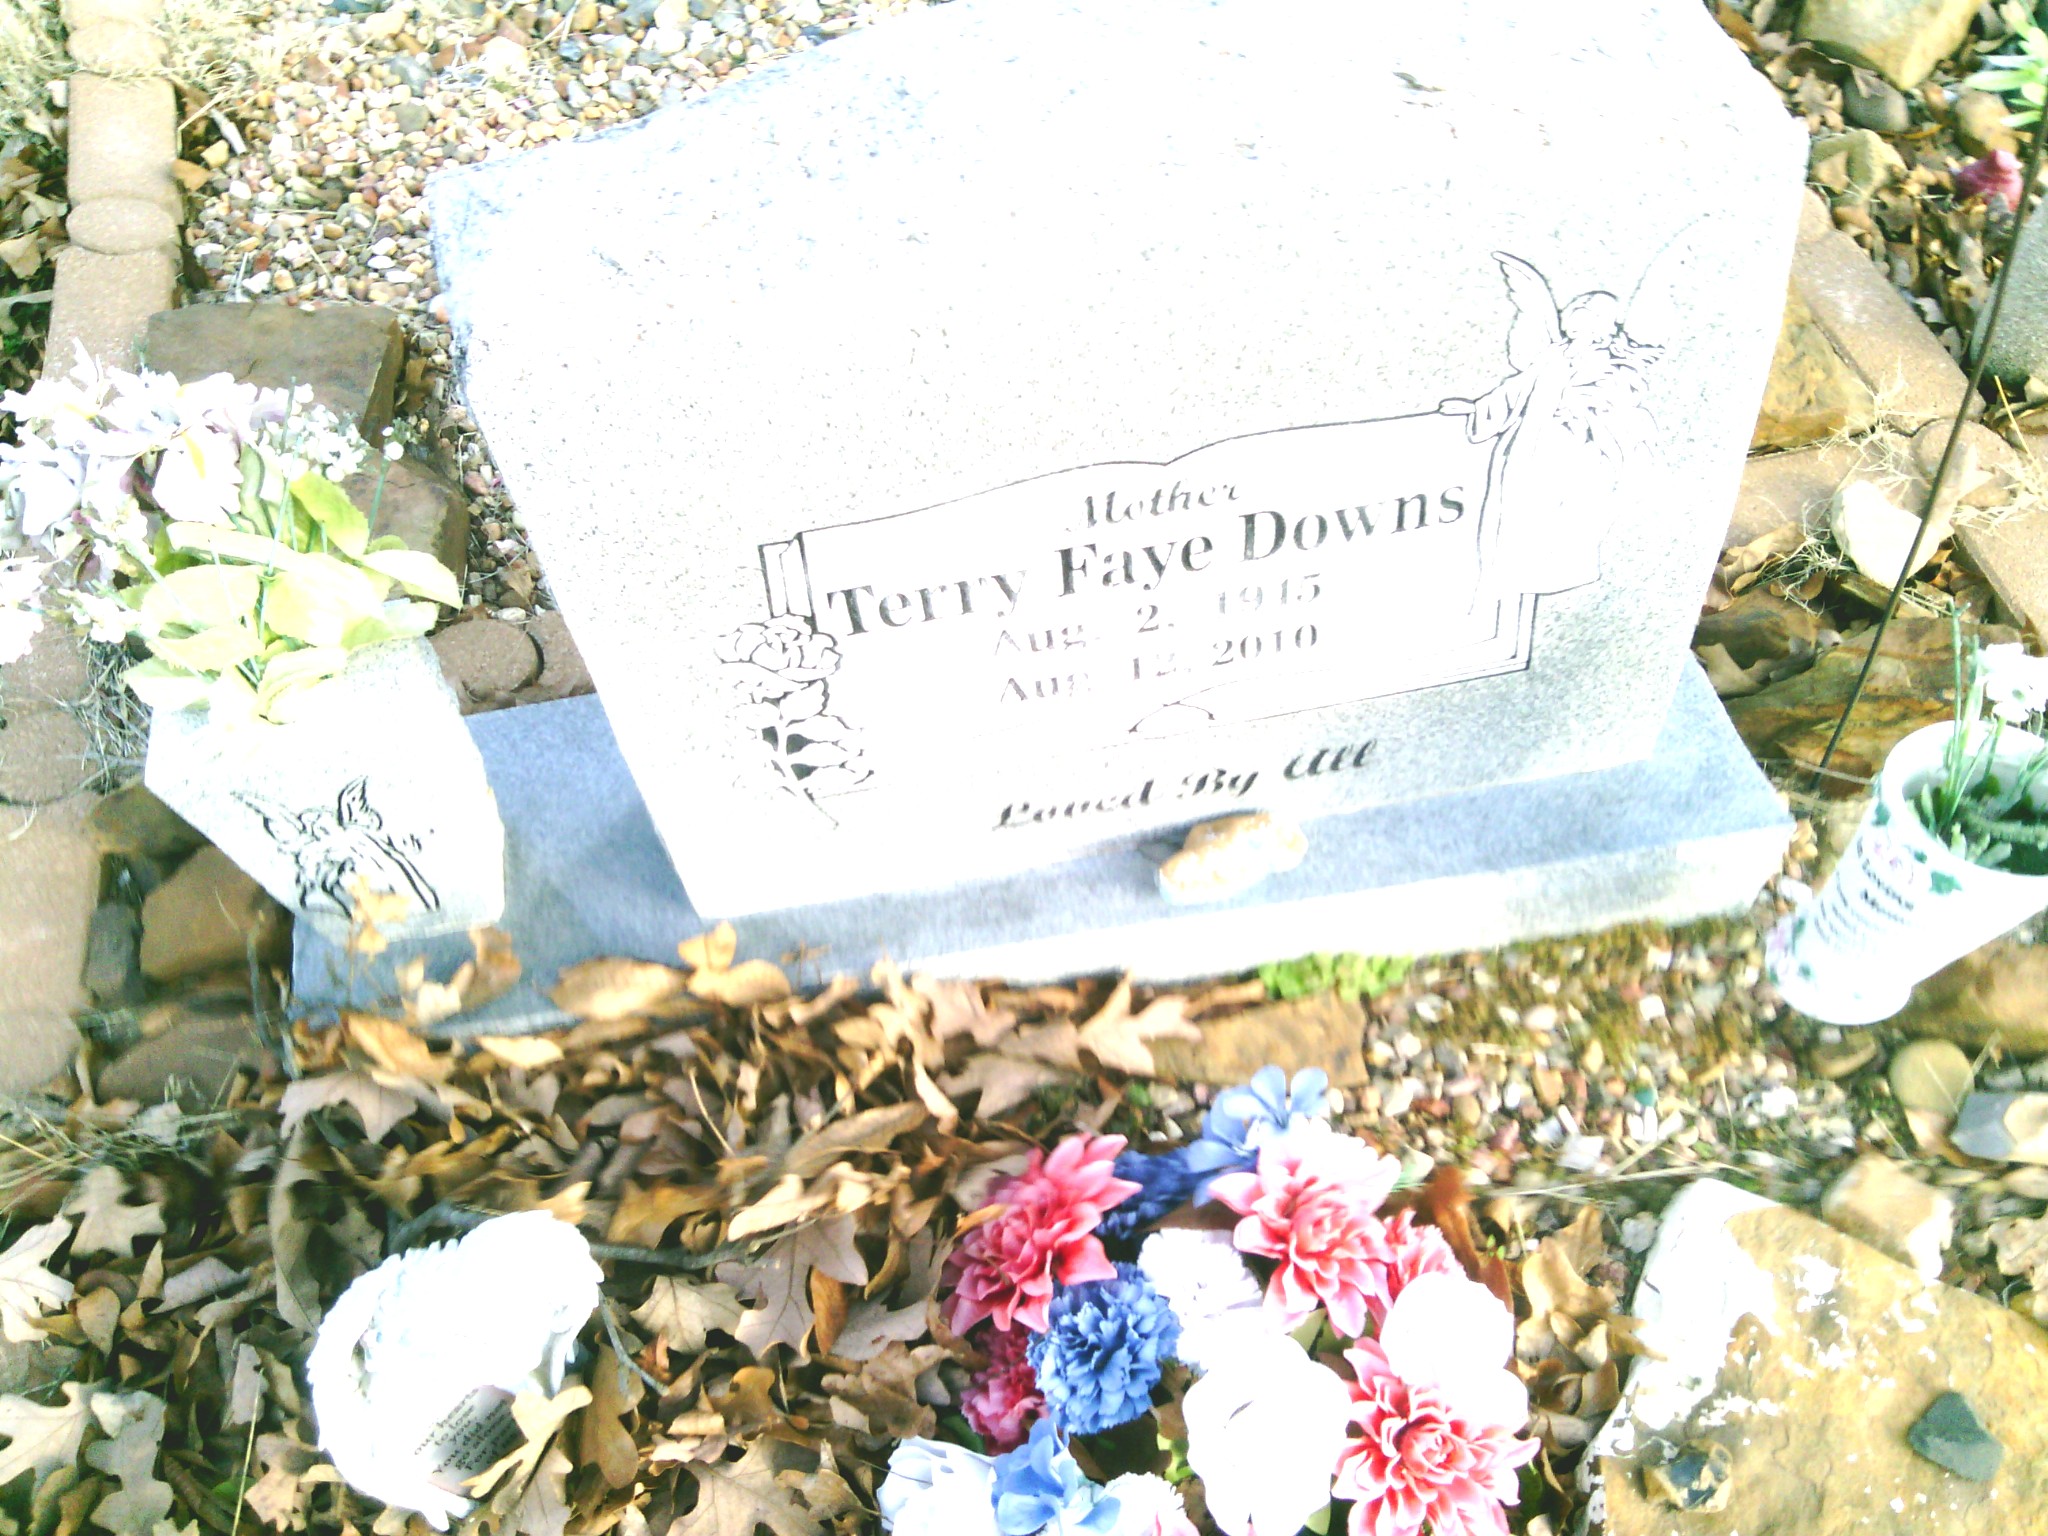 Mother
Terry Faye Downs
Aug. 2, 1945
Aug. 12, 2010
Loved By All